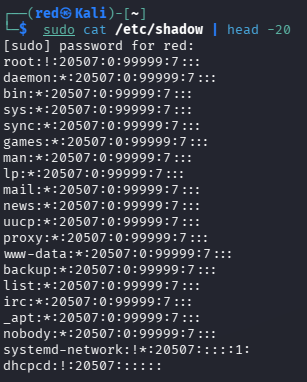 ┌──(red㉿Kali)-[~]
└─$ sudo cat /etc/shadow | head -20
[sudo] password for red:
root:!:20507:0:99999:7:::
daemon:*:20507:0:99999:7:::
bin:*:20507:0:99999:7:::
sys:*:20507:0:99999:7:::
sync:*:20507:0:99999:7:::
games:*:20507:0:99999:7:::
man:*:20507:0:99999:7:::
lp:*:20507:0:99999:7:::
mail:*:20507:0:99999:7:::
news:*:20507:0:99999:7:::
uucp:*:20507:0:99999:7:::
proxy:*:20507:0:99999:7:::
www-data:*:20507:0:99999:7:::
backup:*:20507:0:99999:7:::
list:*:20507:0:99999:7:::
irc:*:20507:0:99999:7:::
_apt:*:20507:0:99999:7:::
nobody:*:20507:0:99999:7:::
systemd-network:!*:20507:::::1:
dhcpcd:!:20507::::::